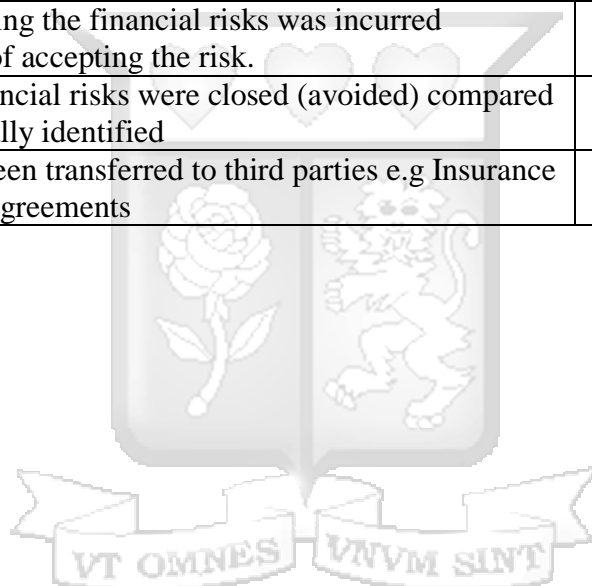 ing the financial risks was incurred
of accepting the risk.
ncial risks were closed (avoided) compared
lly identified
een transferred to third parties e.g Insurance
greements
VT OMNES VNVM SINT